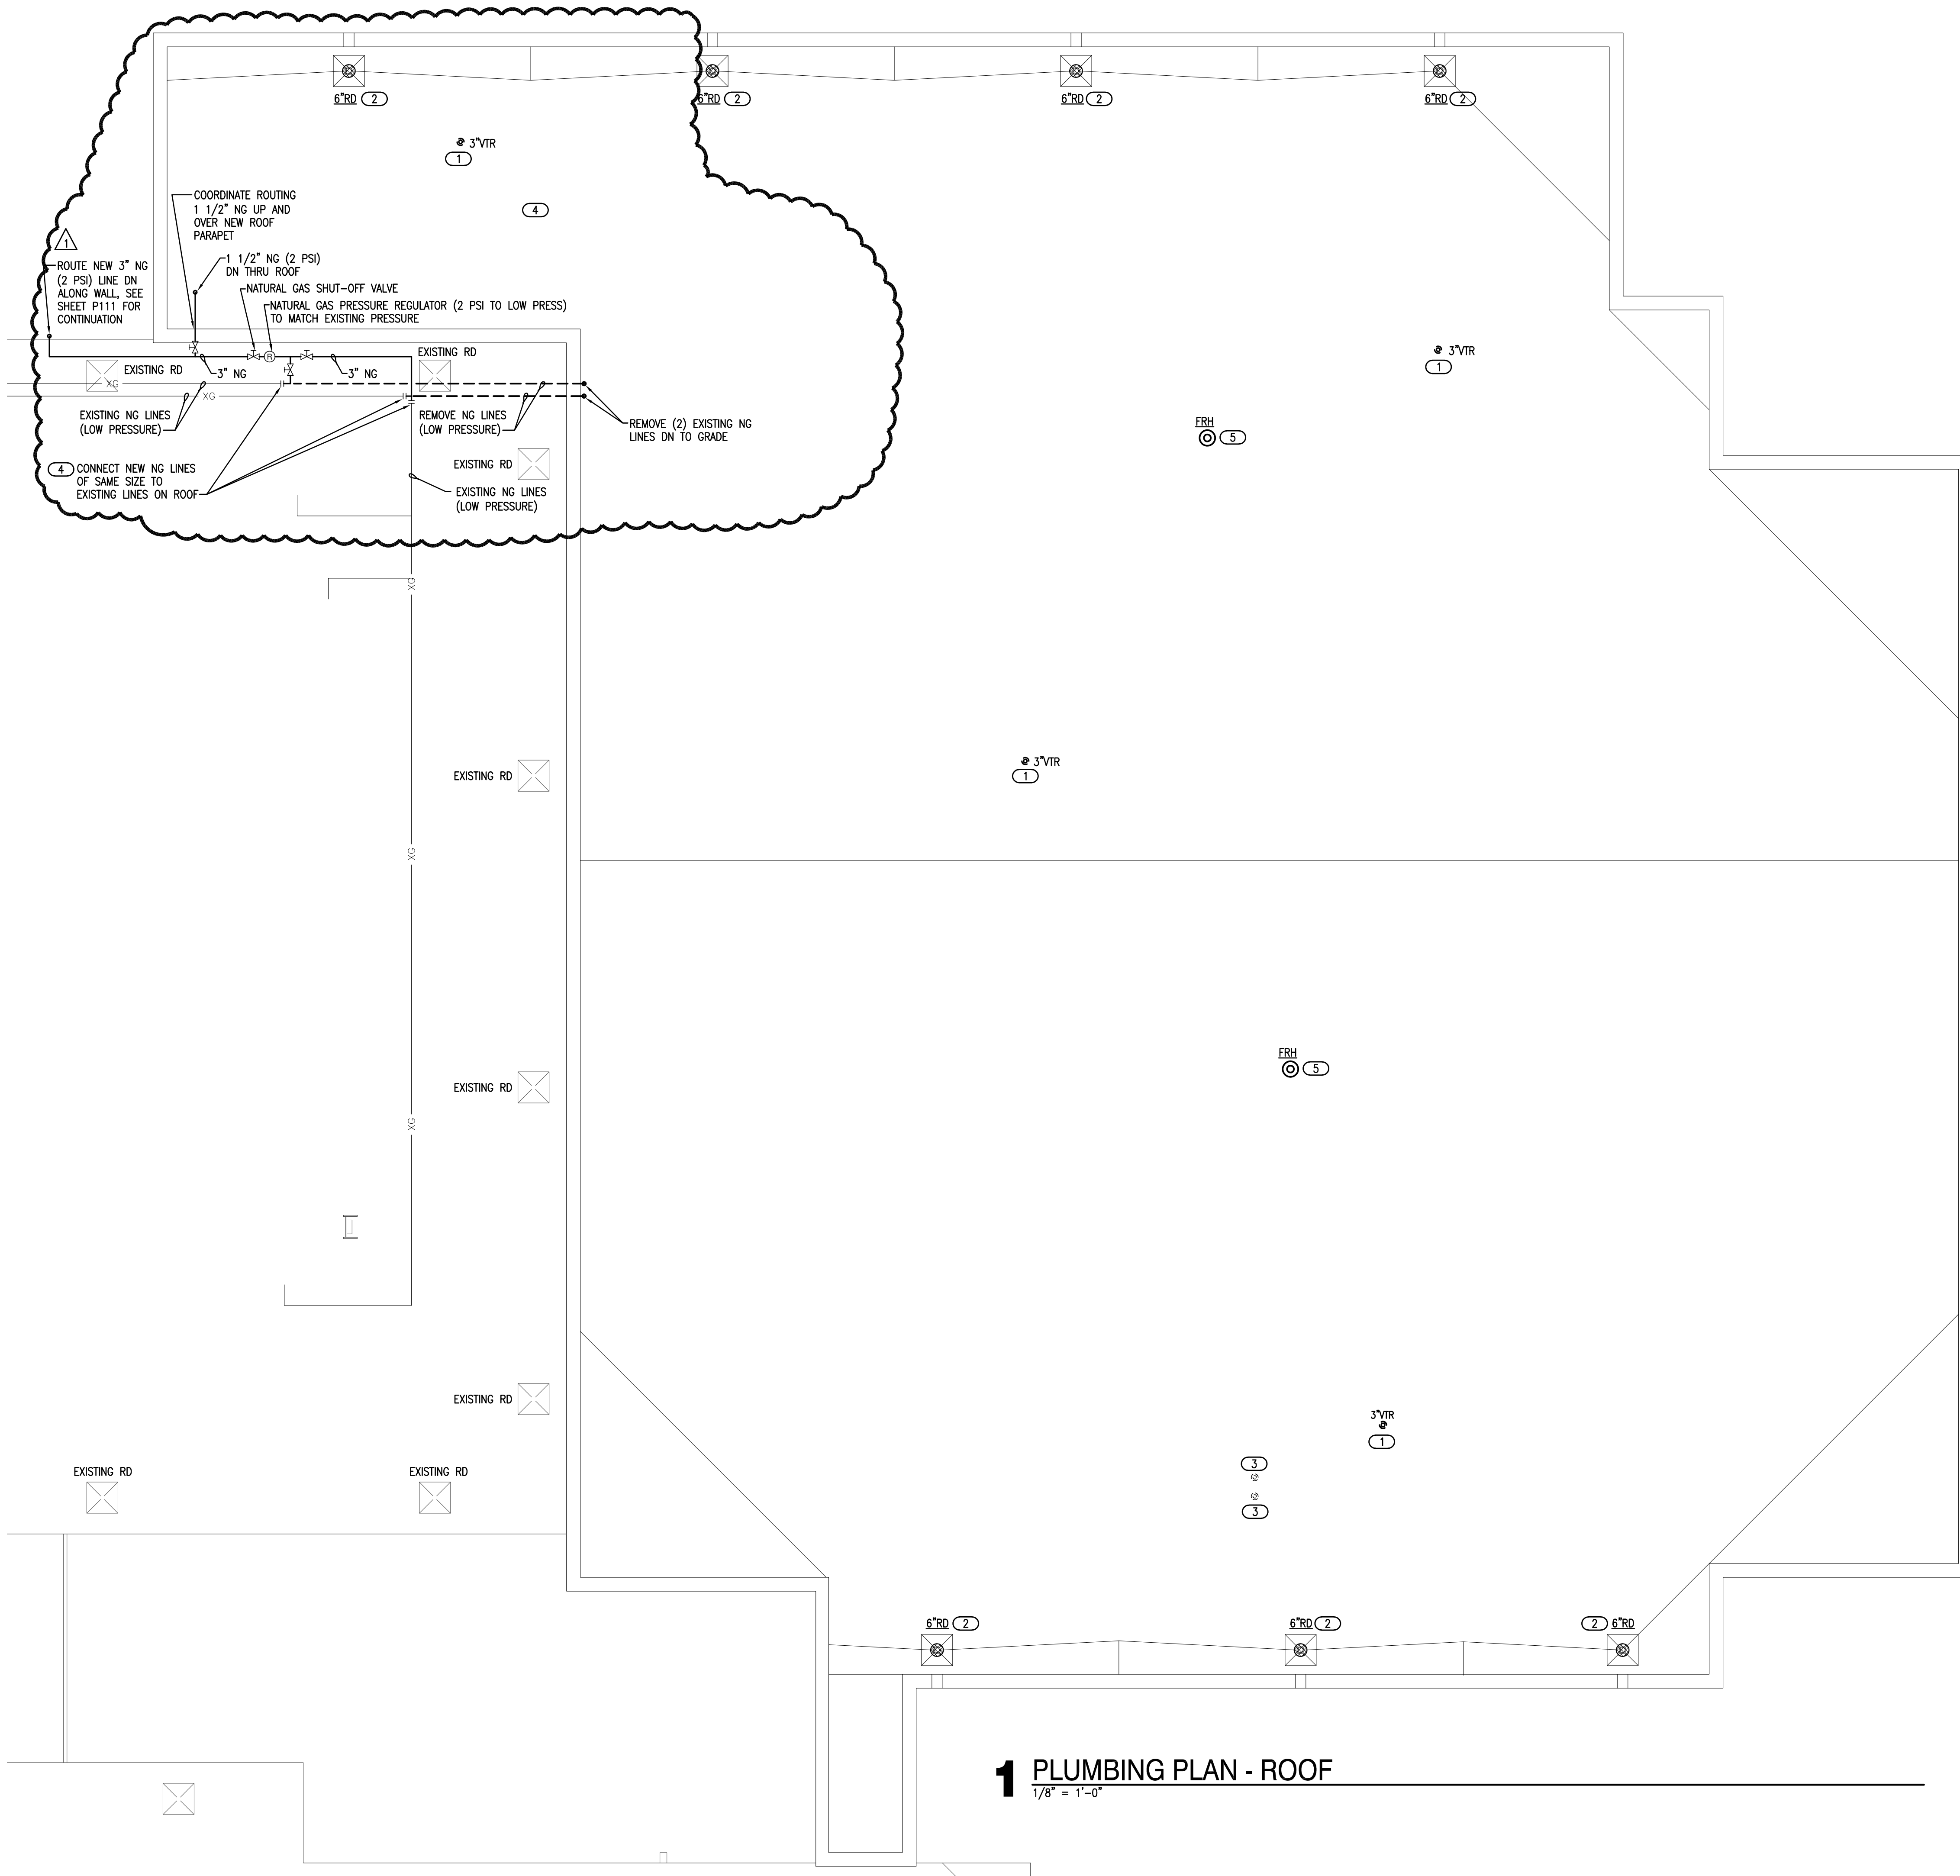 6"RD 2
6"RD 2
6"RD 2
6"RD 2
3"VTR
1
4
COORDINATE ROUTING
1 1/2" NG UP AND
OVER NEW ROOF
PARAPET
1
ROUTE NEW 3" NG
(2 PSI) LINE DN
ALONG WALL, SEE
SHEET P111 FOR
CONTINUATION
1 1/2" NG (2 PSI)
DN THRU ROOF
NATURAL GAS SHUT-OFF VALVE
NATURAL GAS PRESSURE REGULATOR (2 PSI TO LOW PRESS)
TO MATCH EXISTING PRESSURE
R
EXISTING RD
EXISTING RD
3" NG
3" NG
XG
XG
EXISTING NG LINES
(LOW PRESSURE)
REMOVE NG LINES
(LOW PRESSURE)
REMOVE (2) EXISTING NG
LINES DN TO GRADE
4 CONNECT NEW NG LINES
OF SAME SIZE TO
EXISTING LINES ON ROOF
EXISTING RD
EXISTING NG LINES
(LOW PRESSURE)
3"VTR
1
FRH
5
XG
3"VTR
1
EXISTING RD
XG
FRH
5
EXISTING RD
XG
EXISTING RD
3"VTR
1
3
3
EXISTING RD
EXISTING RD
6"RD 2
6"RD 2
2 6"RD
1 PLUMBING PLAN - ROOF
1/8" = 1'-0"